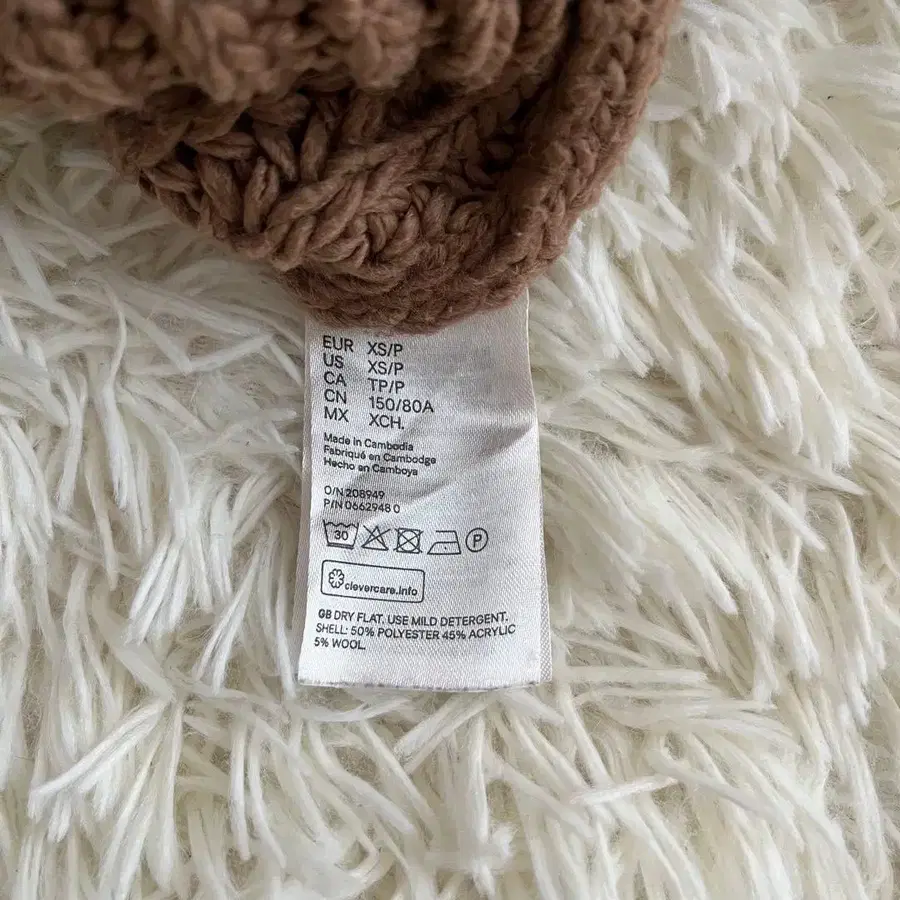 EUR XS/P
US XS/P
CA TP/P
CN 150/80A
MX XCH.
Made in Cambodia
Fabriqué en Cambodge
Hecho en Camboya
O/N 208949
P/N 0662948 0
30 P
clevercare.info
GB DRY FLAT. USE MILD DETERGENT.
SHELL: 50% POLYESTER 45% ACRYLIC
5% WOOL.